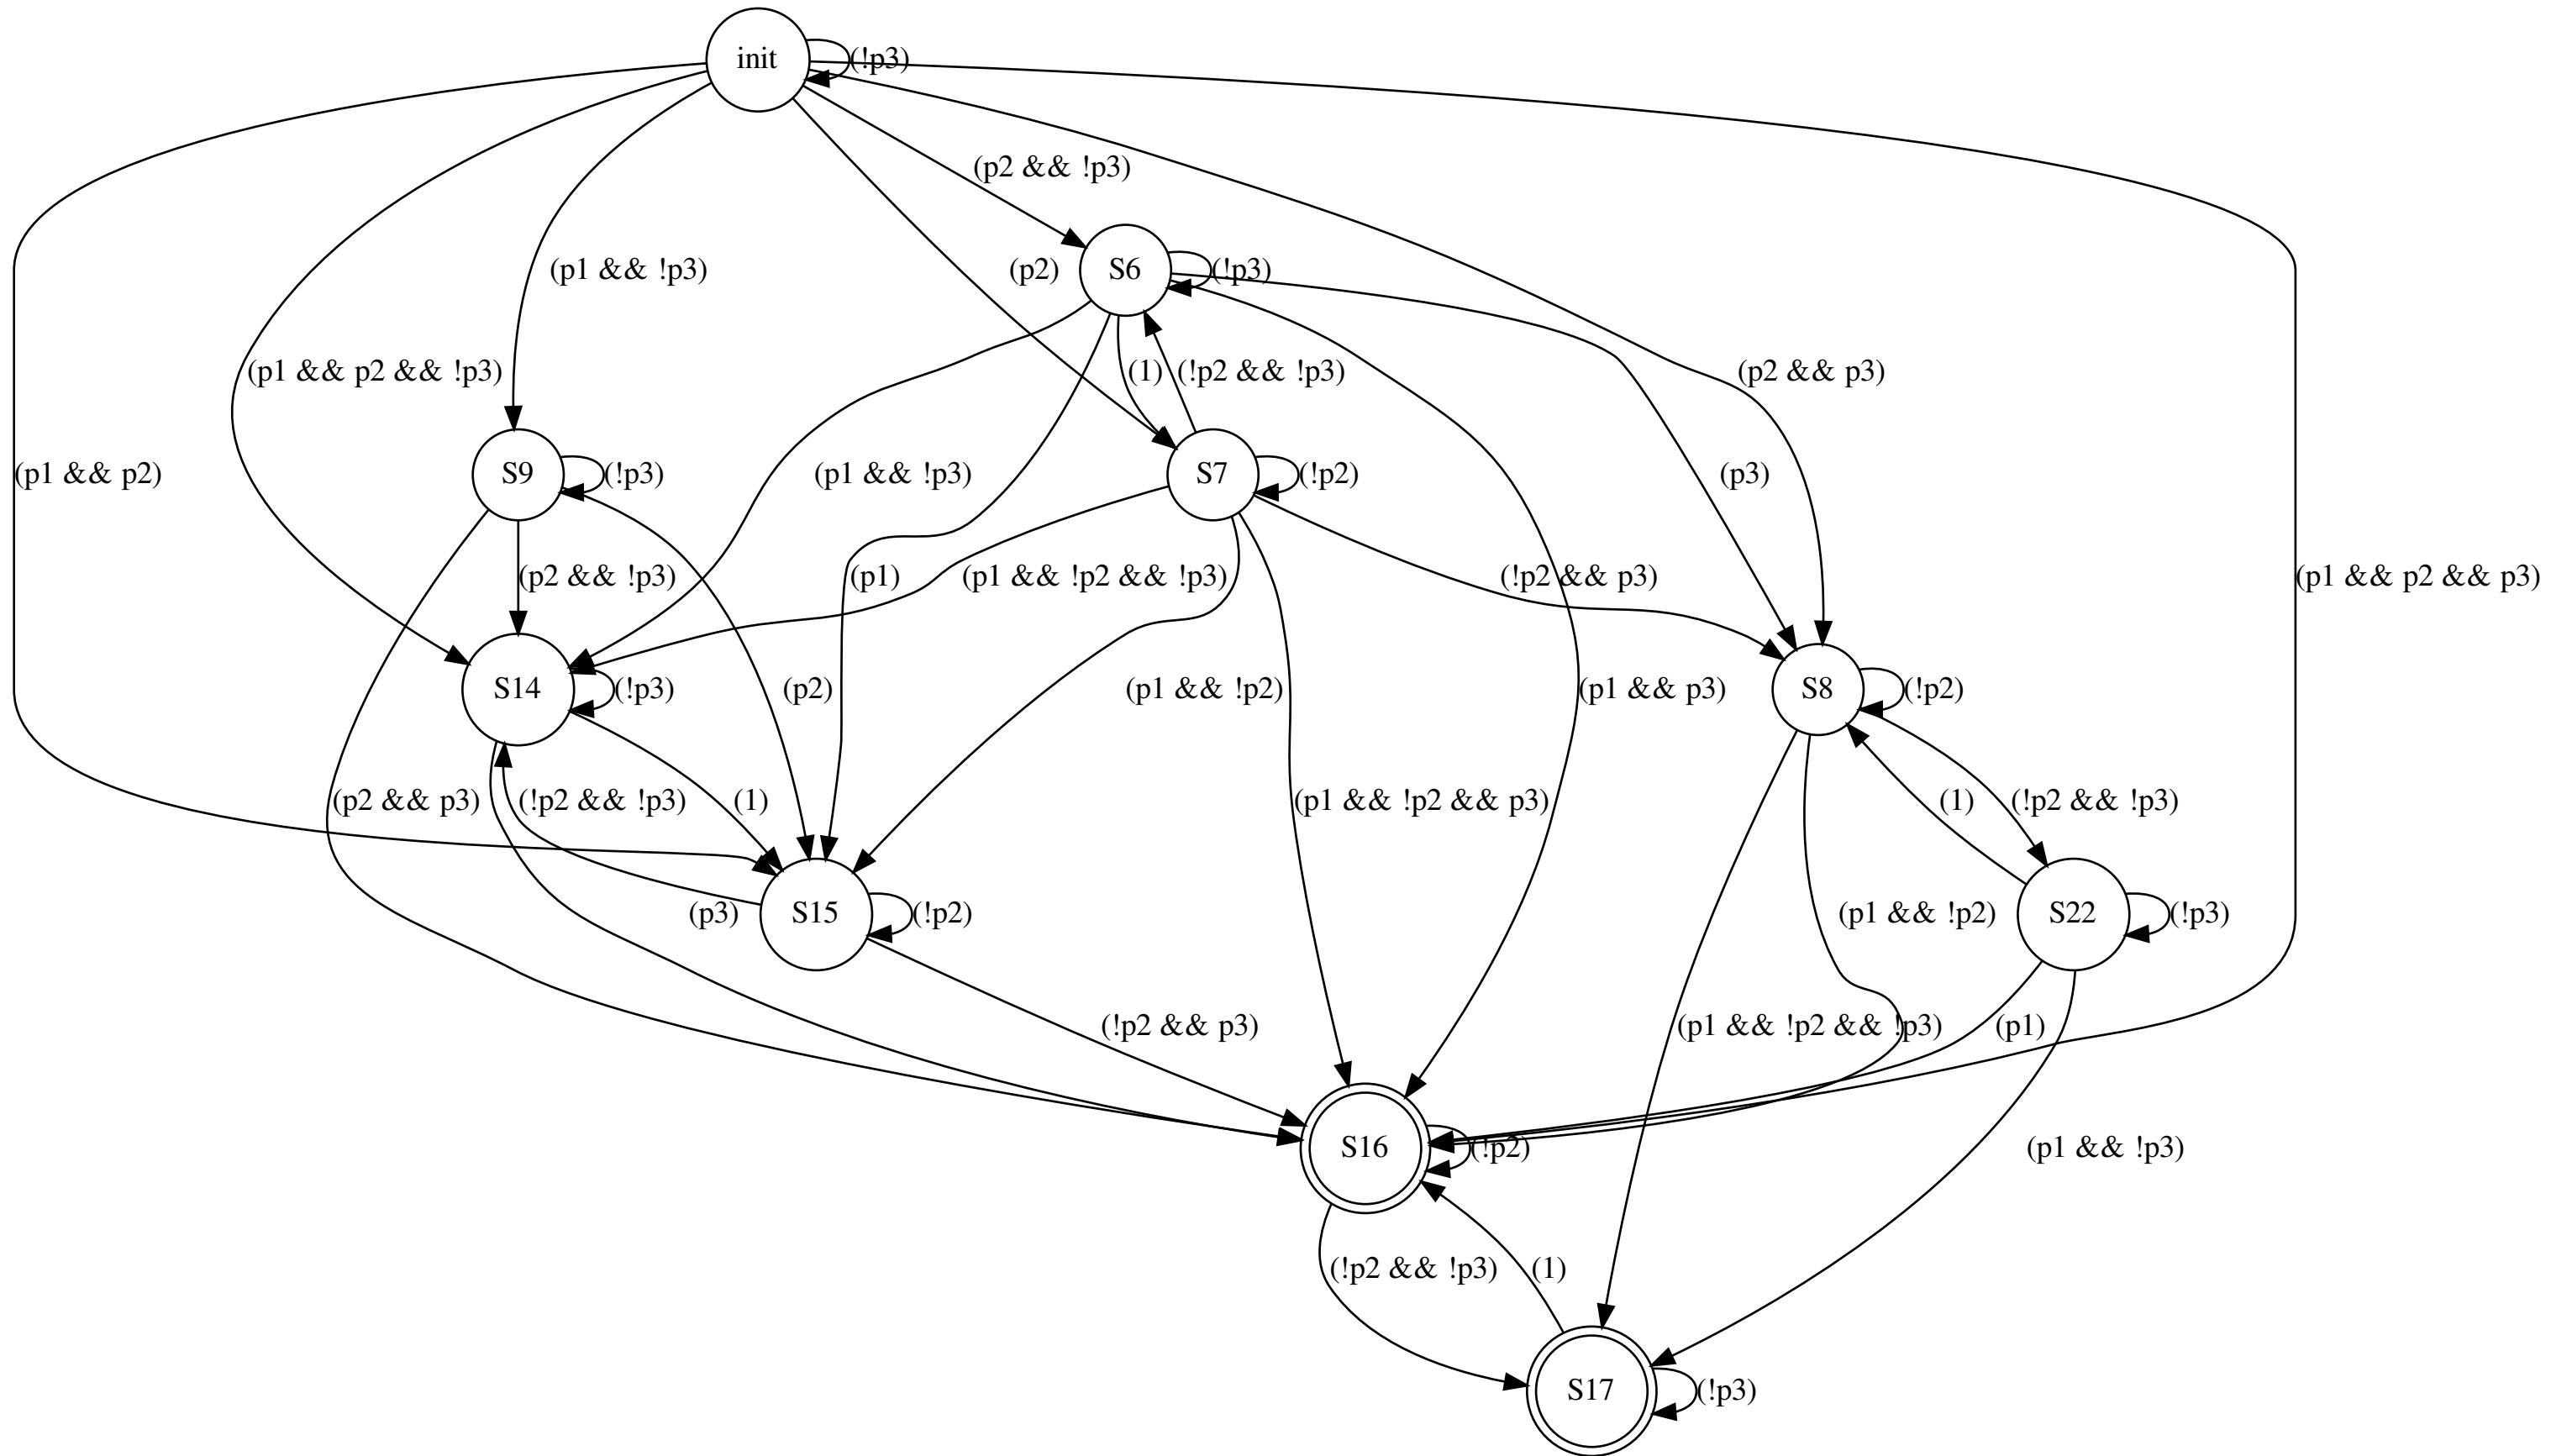 init
(!p3)
(p2 && !p3)
(p1 && !p3)
(p2)
S6
(!p3)
(p1 && p2 && !p3)
(1)
(!p2 && !p3)
(p2 && p3)
(p1 && p2)
S9
(!p3)
(p1 && !p3)
S7
(!p2)
(p3)
(p2 && !p3)
(p1)
(p1 && !p2 && !p3)
(!p2 && p3)
(p1 && p2 && p3)
S14
(!p3)
(p2)
(p1 && !p2)
(p1 && p3)
S8
(!p2)
(p2 && p3)
(!p2 && !p3)
(1)
(p1 && !p2 && p3)
(1)
(!p2 && !p3)
(p3)
S15
(!p2)
(p1 && !p2)
S22
(!p3)
(!p2 && p3)
(p1 && !p2 && !p3)
(p1)
S16
(!p2)
(p1 && !p3)
(!p2 && !p3)
(1)
S17
(!p3)